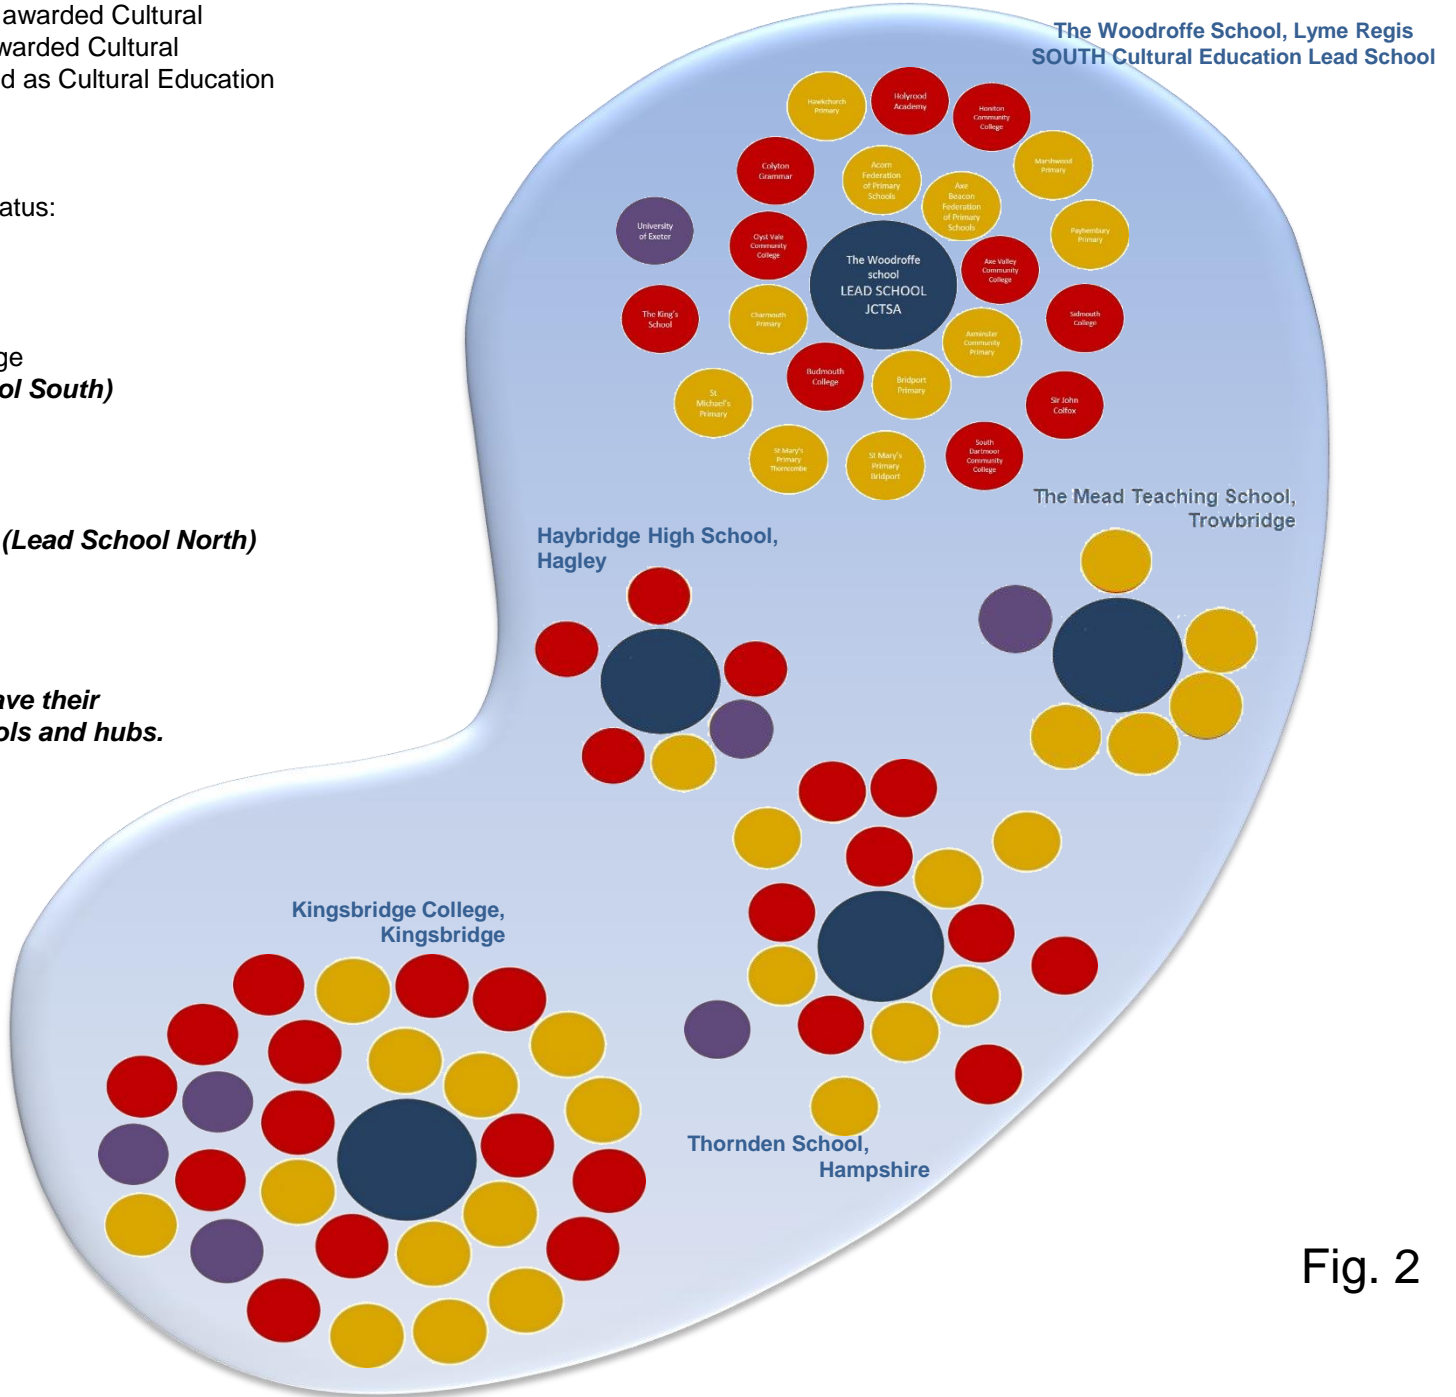 awarded Cultural
warded Cultural
d as Cultural Education
atus:
ge
ol South)
(Lead School North)
ave their
ols and hubs.
The Woodroffe School, Lyme Regis
SOUTH Cultural Education Lead School
Hawkchurch
Primary
Holyrood
Academy
Honiton
Community
College
Marshwood
Primary
Colyton
Grammar
Acorn
Federation
of Primary
Schools
Axe
Beacon
Federation
of Primary
Schools
Payhembury
Primary
University
of Exeter
Clyst Vale
Community
College
The Woodroffe
school
LEAD SCHOOL
JCTSA
Axe Valley
Community
College
The King's
School
Charmouth
Primary
Axminster
Community
Primary
Sidmouth
College
Budmouth
College
Bridport
Primary
St
Michael's
Primary
Sir John
Colfox
St Mary's
Primary
Thorncombe
St Mary's
Primary
Bridport
South
Dartmoor
Community
College
The Mead Teaching School,
Trowbridge
Haybridge High School,
Hagley
Kingsbridge College,
Kingsbridge
Thornden School,
Hampshire
Fig. 2